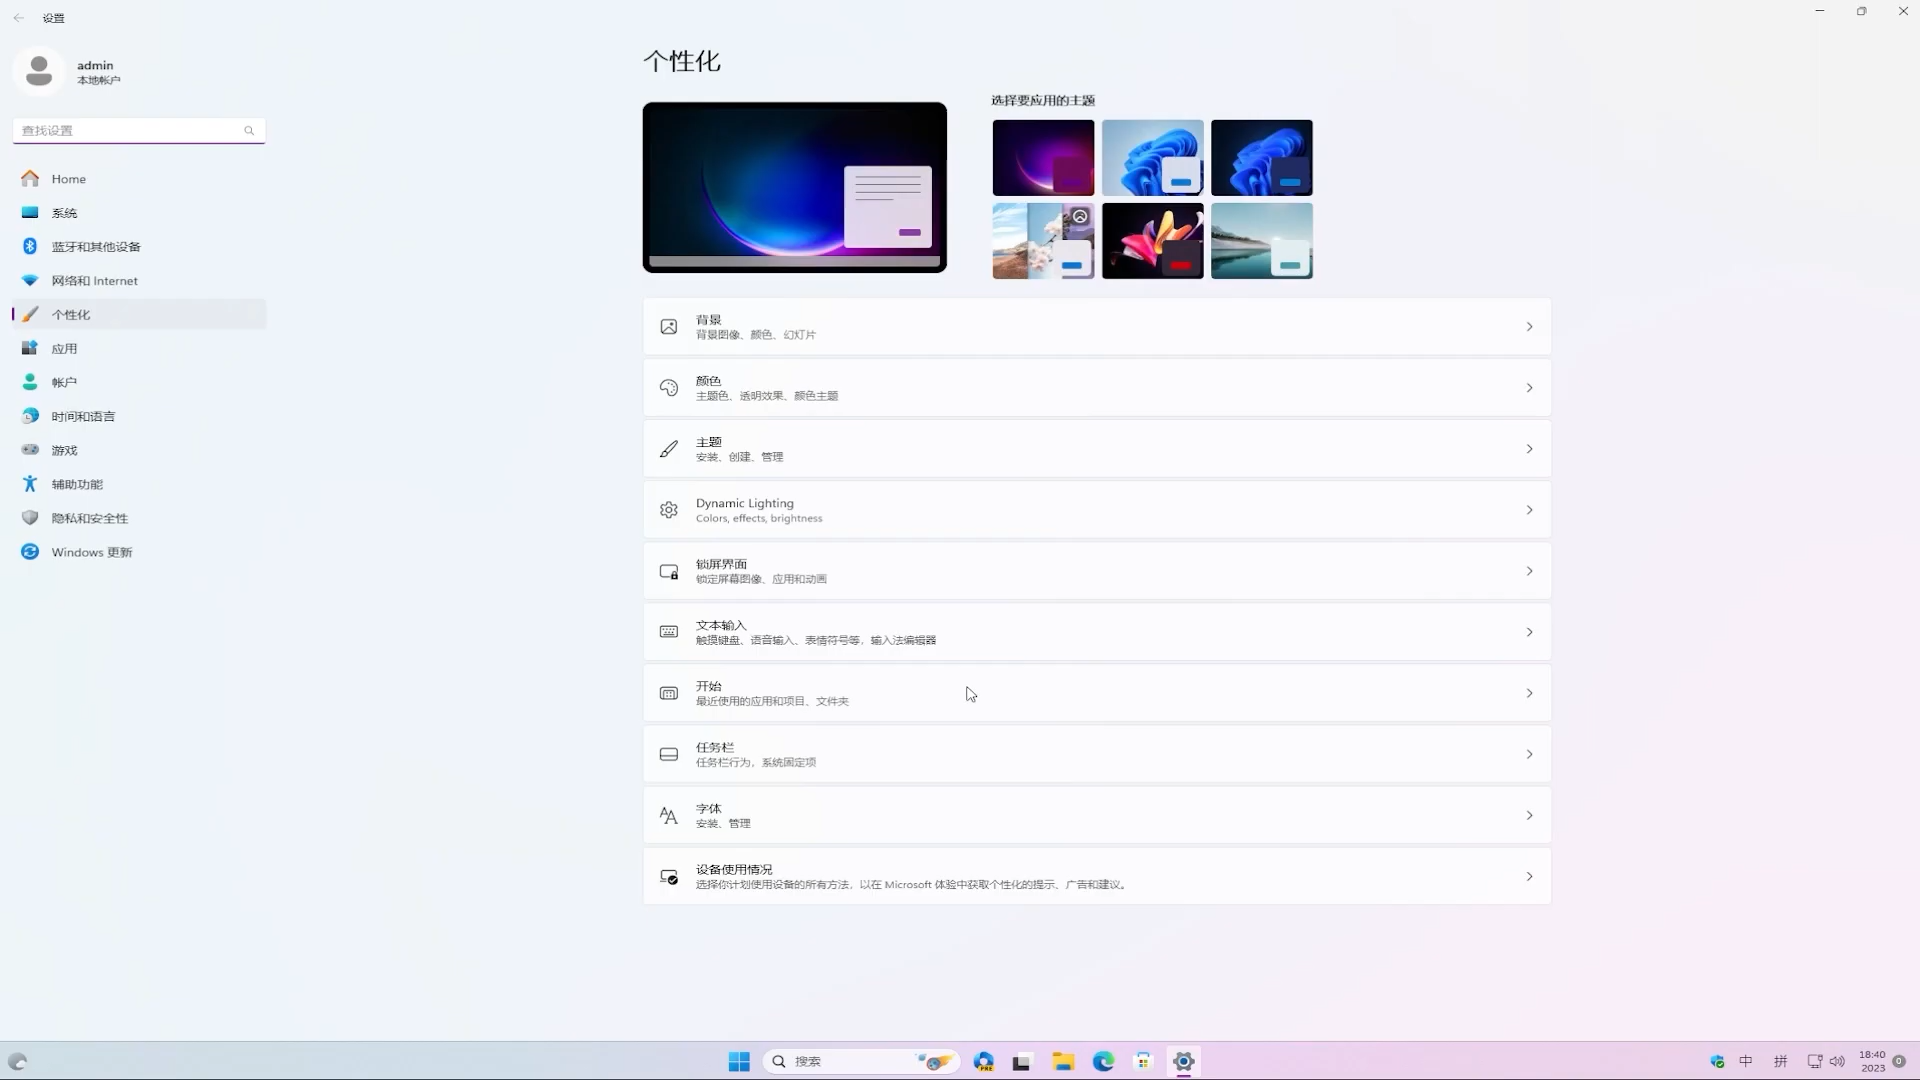 设置
admin
本地帐户
查找设置
Home
系统
蓝牙和其他设备
网络和 Internet
个性化
应用
帐户
时间和语言
游戏
辅助功能
隐私和安全性
Windows 更新
个性化
选择要应用的主题
背景
背景图像、颜色、幻灯片
颜色
主题色、透明效果、颜色主题
主题
安装、创建、管理
Dynamic Lighting
Colors, effects, brightness
锁屏界面
锁定屏幕图像、应用和动画
文本输入
触摸键盘、语音输入、表情符号等，输入法编辑器
开始
最近使用的应用和项目、文件夹
任务栏
任务栏行为，系统固定项
字体
安装、管理
设备使用情况
选择你计划使用设备的所有方法，以在 Microsoft 体验中获取个性化的提示、广告和建议。
搜索
PRE
中
拼
18:40
2023
0